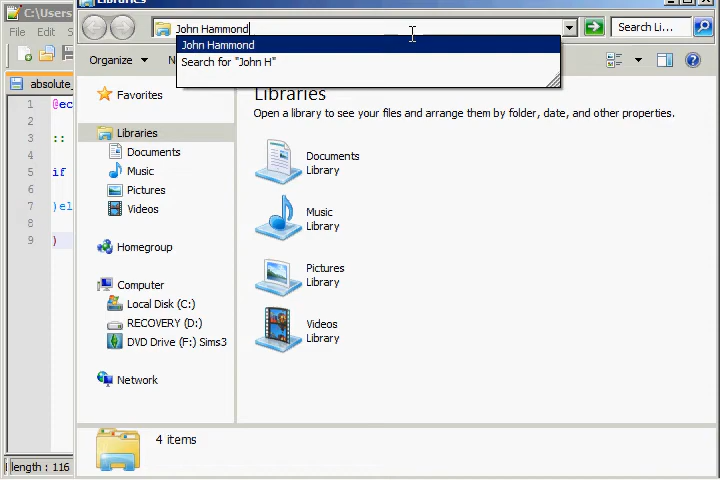 C:\Users
Libraries
File Edit S
John Hammond
Search Li...
John Hammond
Search for "John H"
Organize
absolute_
Favorites
Libraries
Documents
Music
Pictures
Videos
Homegroup
Computer
Local Disk (C:)
RECOVERY (D:)
DVD Drive (F:) Sims3
Network
Libraries
Open a library to see your files and arrange them by folder, date, and other properties.
Documents
Library
Music
Library
Pictures
Library
Videos
Library
1 @ec
2
3 ::
4
5 if
6
7 )el
8
9 )
4 items
length : 116